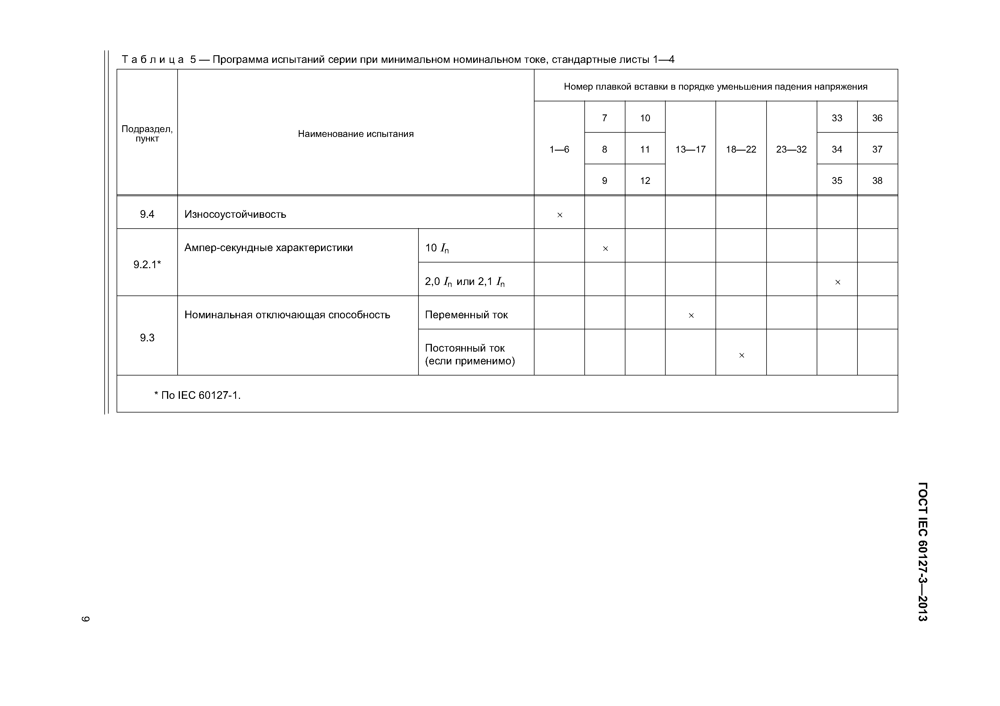 Таблица 5 — Программа испытаний серии при минимальном номинальном токе, стандартные листы 1—4
Подраздел,
пункт
Наименование испытания
Номер плавкой вставки в порядке уменьшения падения напряжения
1—6
7
10
13—17
18—22
23—32
33
36
8
11
34
37
9
12
35
38
9.4
Износоустойчивость
×
9.2.1*
Ампер-секундные характеристики
10 In
×
2,0 In или 2,1 In
×
9.3
Номинальная отключающая способность
Переменный ток
×
Постоянный ток
(если применимо)
×
* По IEC 60127-1.
ГОСТ IEC 60127-3—2013
9